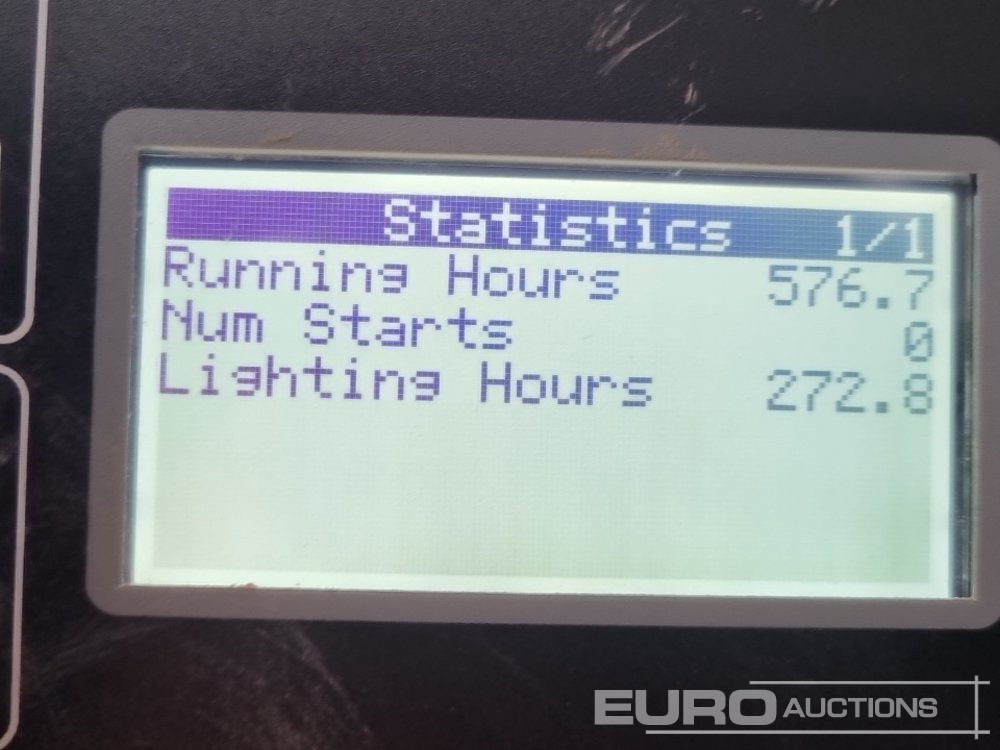 Statistics 1/1
Running Hours 576.7
Num Starts 0
Lighting Hours 272.8
EURO AUCTIONS